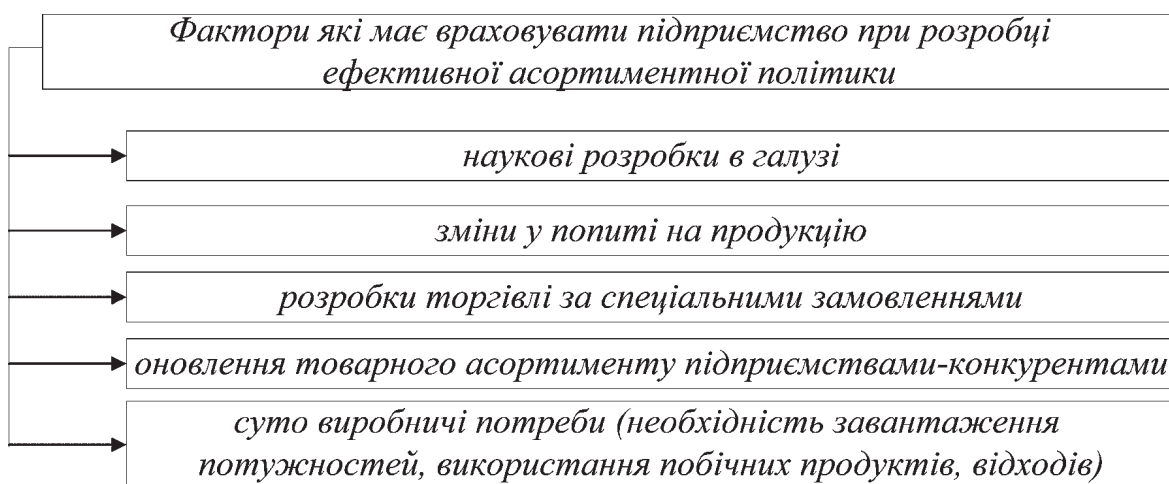 Фактори які має враховувати підприємство при розробці
ефективної асортиментної політики
наукові розробки в галузі
зміни у попиті на продукцію
розробки торгівлі за спеціальними замовленнями
оновлення товарного асортименту підприємствами-конкурентами
суто виробничі потреби (необхідність завантаження
потужностей, використання побічних продуктів, відходів)